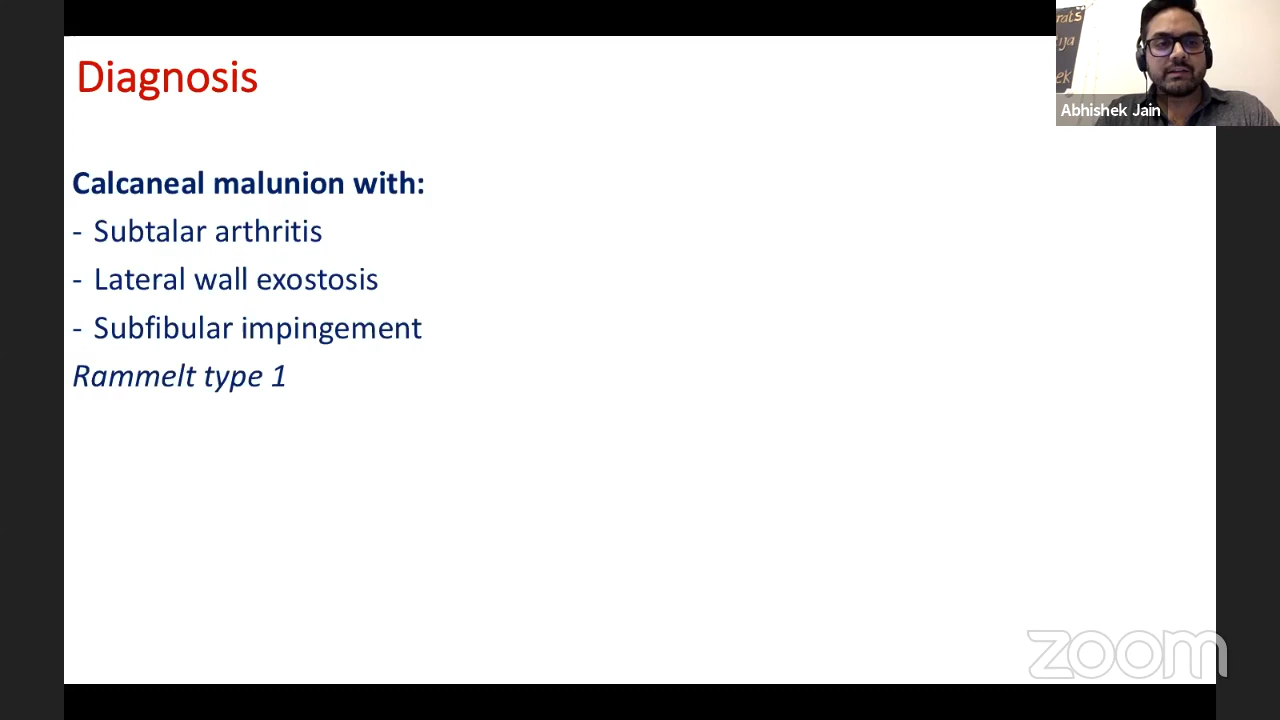 Diagnosis
Abhishek Jain
Calcaneal malunion with:
- Subtalar arthritis
- Lateral wall exostosis
- Subfibular impingement
Rammelt type 1
zoom